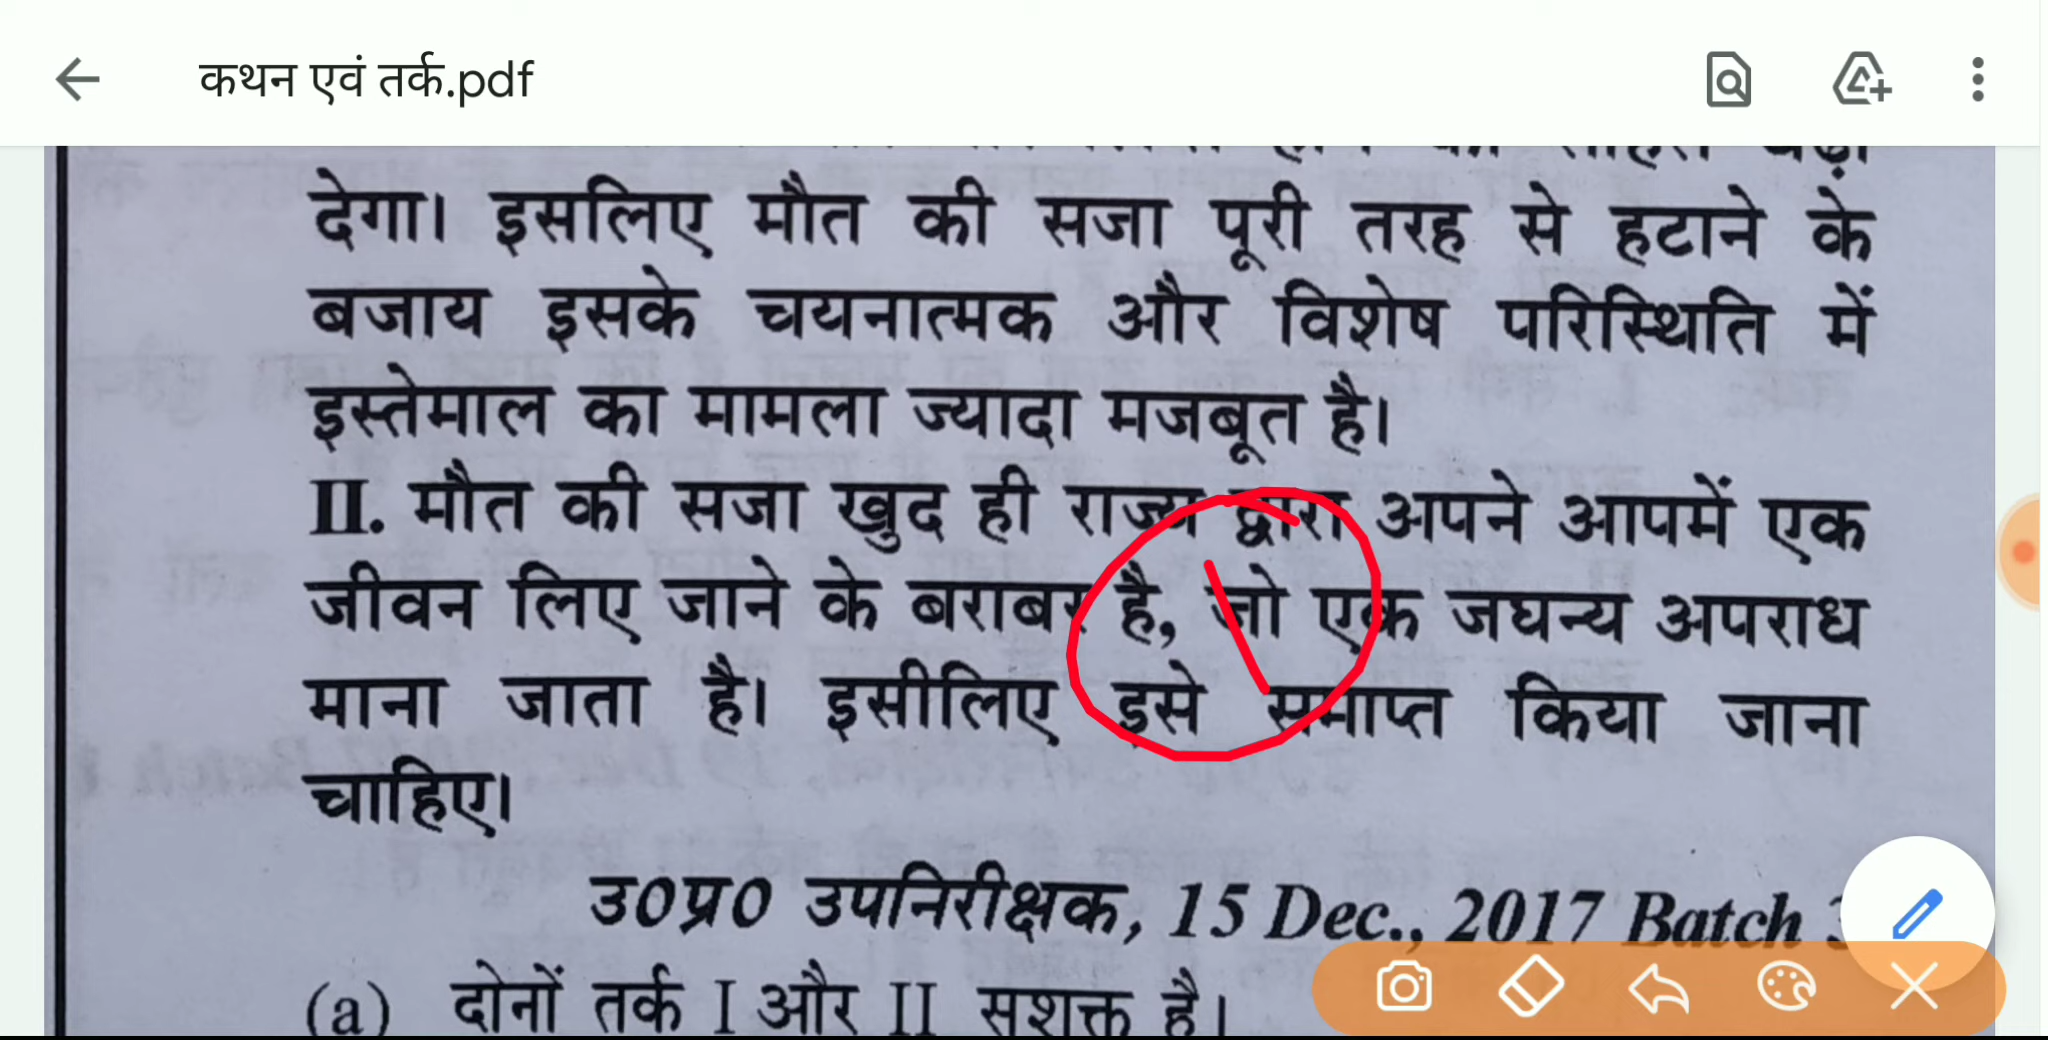 कथन एवं तर्क.pdf
देगा। इसलिए मौत की सजा पूरी तरह से हटाने के
बजाय इसके चयनात्मक और विशेष परिस्थिति में
इस्तेमाल का मामला ज्यादा मजबूत है।
II. मौत की सजा खुद ही राज्य द्वारा अपने आपमें एक
जीवन लिए जाने के बराबर है, जो एक जघन्य अपराध
माना जाता है। इसीलिए इसे समाप्त किया जाना
चाहिए।
उ0प्र0 उपनिरीक्षक, 15 Dec., 2017 Batch
(a) दोनों तर्क I और II सशक्त है।